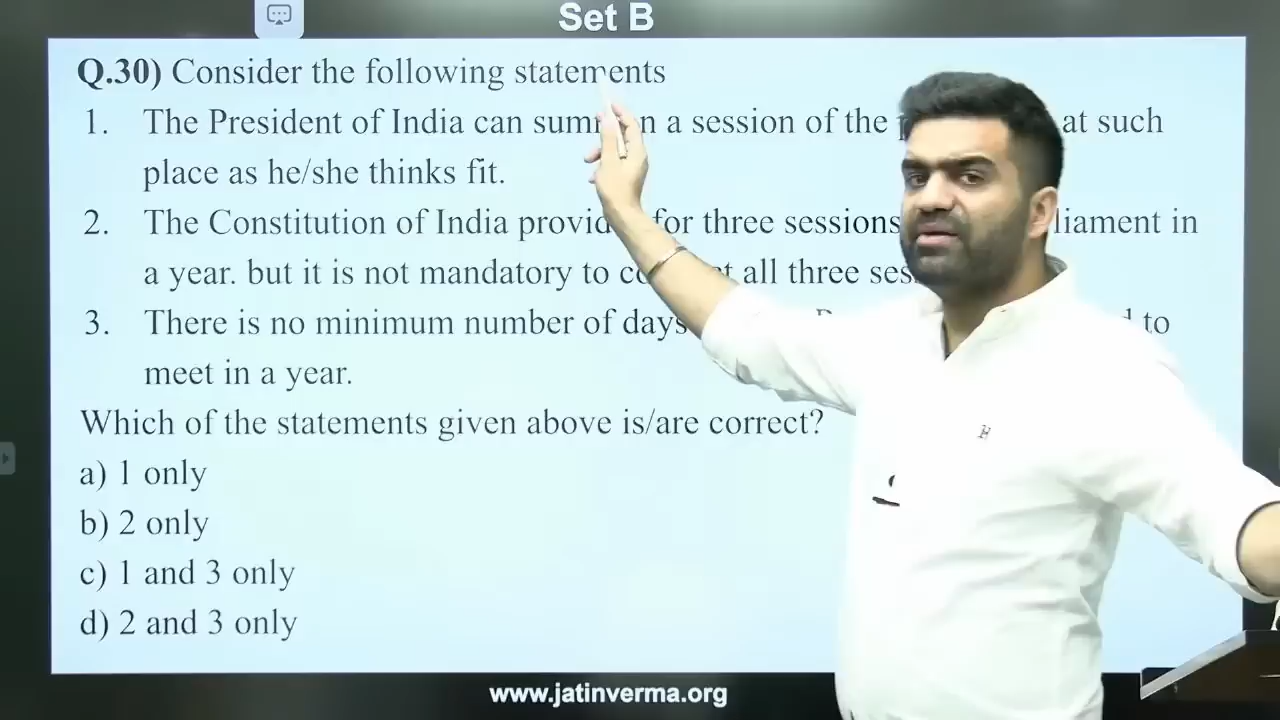 Set B
Q.30) Consider the following statements
1. The President of India can a session of the at such
place as he/she thinks fit.
2. The Constitution of India for three sessions liament in
a year. but it is not mandatory to all three
3. There is no minimum number of days to
meet in a year.
Which of the statements given above is/are correct?
a) 1 only
b) 2 only
c) 1 and 3 only
d) 2 and 3 only
www.jatinverma.org